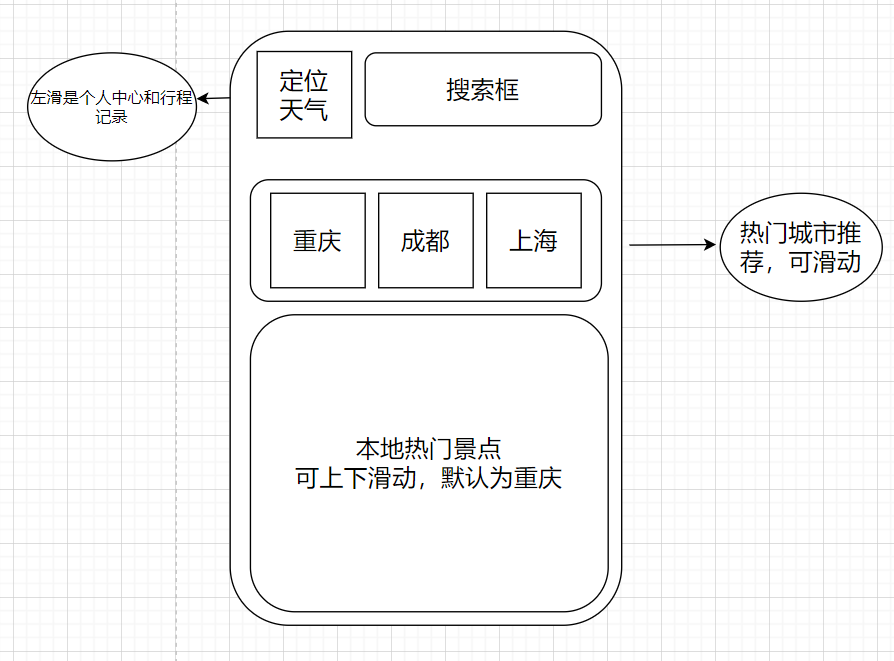 定位
天气
搜索框
左滑是个人中心和行程
记录
重庆
成都
上海
热门城市推
荐，可滑动
本地热门景点
可上下滑动，默认为重庆